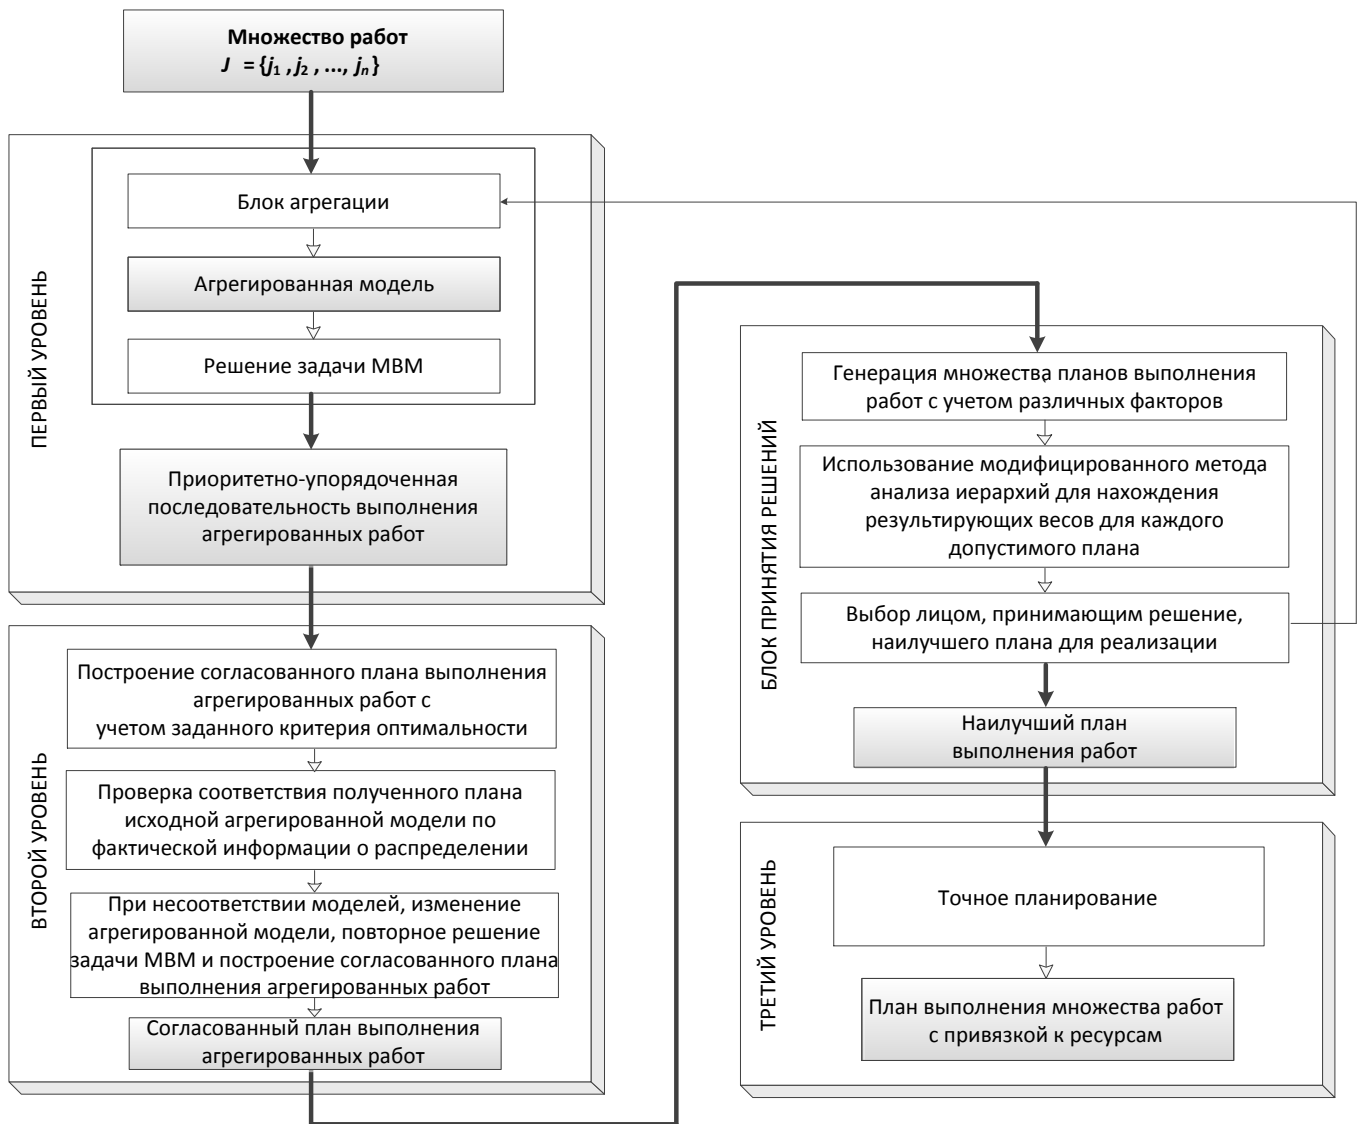 Множество работ
J = {j1 , j2 , ..., jn}
ПЕРВЫЙ УРОВЕНЬ
Блок агрегации
Агрегированная модель
Решение задачи МВМ
Приоритетно-упорядоченная
последовательность выполнения
агрегированных работ
ВТОРОЙ УРОВЕНЬ
Построение согласованного плана выполнения
агрегированных работ с
учетом заданного критерия оптимальности
Проверка соответствия полученного плана
исходной агрегированной модели по
фактической информации о распределении
При несоответствии моделей, изменение
агрегированной модели, повторное решение
задачи МВМ и построение согласованного плана
выполнения агрегированных работ
Согласованный план выполнения
агрегированных работ
БЛОК ПРИНЯТИЯ РЕШЕНИЙ
Генерация множества планов выполнения
работ с учетом различных факторов
Использование модифицированного метода
анализа иерархий для нахождения
результирующих весов для каждого
допустимого плана
Выбор лицом, принимающим решение,
наилучшего плана для реализации
Наилучший план
выполнения работ
ТРЕТИЙ УРОВЕНЬ
Точное планирование
План выполнения множества работ
с привязкой к ресурсам